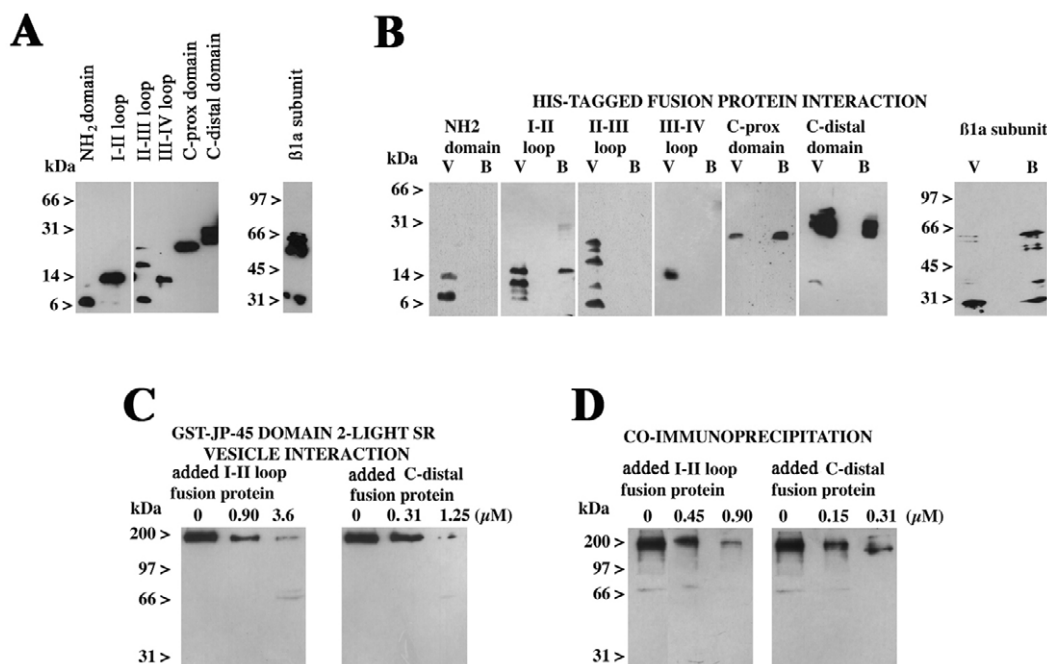 A
NH2 domain
I-II loop
II-III loop
III-IV loop
C-prox domain
C-distal domain
ß1a subunit
kDa
66 >
31 >
14 >
6 >
97 >
66 >
45 >
31 >
B
HIS-TAGGED FUSION PROTEIN INTERACTION
NH2 domain
I-II loop
II-III loop
III-IV loop
C-prox domain
C-distal domain
ß1a subunit
kDa
V B V B V B V B V B V B V B
66 >
31 >
14 >
6 >
97 >
66 >
45 >
31 >
C
GST-JP-45 DOMAIN 2-LIGHT SR
VESICLE INTERACTION
added I-II loop
fusion protein
added C-distal
fusion protein
kDa
0 0.90 3.6
0 0.31 1.25 (µM)
200 >
97 >
66 >
31 >
D
CO-IMMUNOPRECIPITATION
added I-II loop
fusion protein
added C-distal
fusion protein
kDa
0 0.45 0.90
0 0.15 0.31 (µM)
200 >
97 >
66 >
31 >